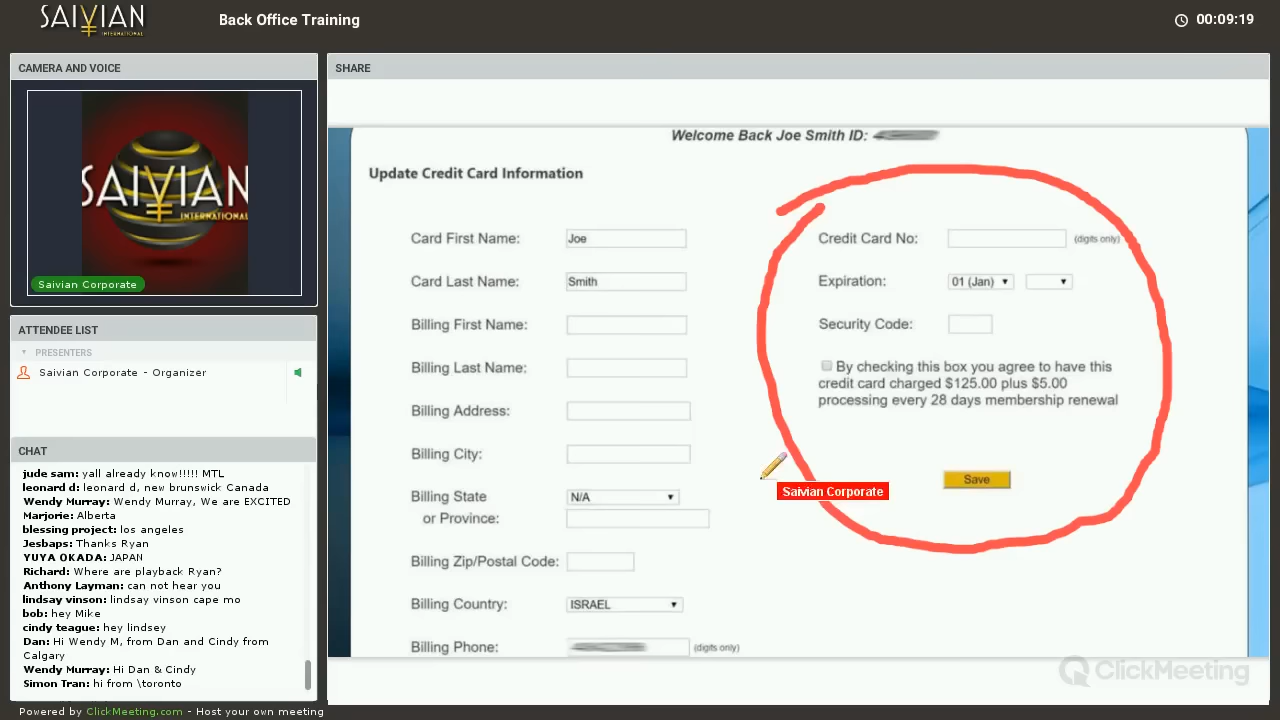 SAIVIAN
INTERNATIONAL
Back Office Training
00:09:19
CAMERA AND VOICE
SAIVIAN
INTERNATIONAL
Saivian Corporate
ATTENDEE LIST
PRESENTERS
Saivian Corporate - Organizer
CHAT
jude sam: yall already know!!!!! MTL
leonard d: leonard d, new brunswick Canada
Wendy Murray: Wendy Murray, We are EXCITED
Marjorie: Alberta
blessing project: los angeles
Jesbaps: Thanks Ryan
YUYA OKADA: JAPAN
Richard: Where are playback Ryan?
Anthony Layman: can not hear you
lindsay vinson: lindsay vinson cape mo
bob: hey Mike
cindy teague: hey lindsey
Dan: Hi Wendy M, from Dan and Cindy from
Calgary
Wendy Murray: Hi Dan & Cindy
Simon Tran: hi from \toronto
Powered by ClickMeeting.com - Host your own meeting
SHARE
Welcome Back Joe Smith ID:
Update Credit Card Information
Card First Name: Joe
Card Last Name: Smith
Billing First Name:
Billing Last Name:
Billing Address:
Billing City:
Billing State N/A
or Province:
Billing Zip/Postal Code:
Billing Country: ISRAEL
Billing Phone: (digits only)
Credit Card No: (digits only)
Expiration: 01 (Jan)
Security Code:
By checking this box you agree to have this
credit card charged $125.00 plus $5.00
processing every 28 days membership renewal
Save
Saivian Corporate
ClickMeeting